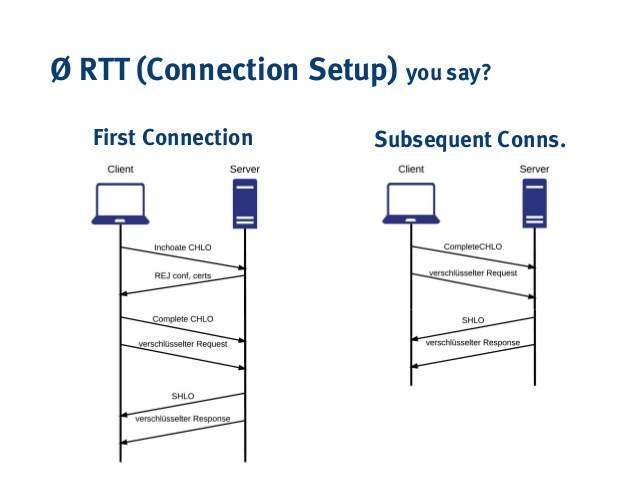 Ø RTT (Connection Setup) you say?
First Connection
Client
Server
Inchoate CHLO
REJ conf, certs
Complete CHLO
verschlüsselter Request
SHLO
verschlüsselter Response
Subsequent Conns.
Client
Server
CompleteCHLO
verschlüsselter Request
SHLO
verschlüsselter Response